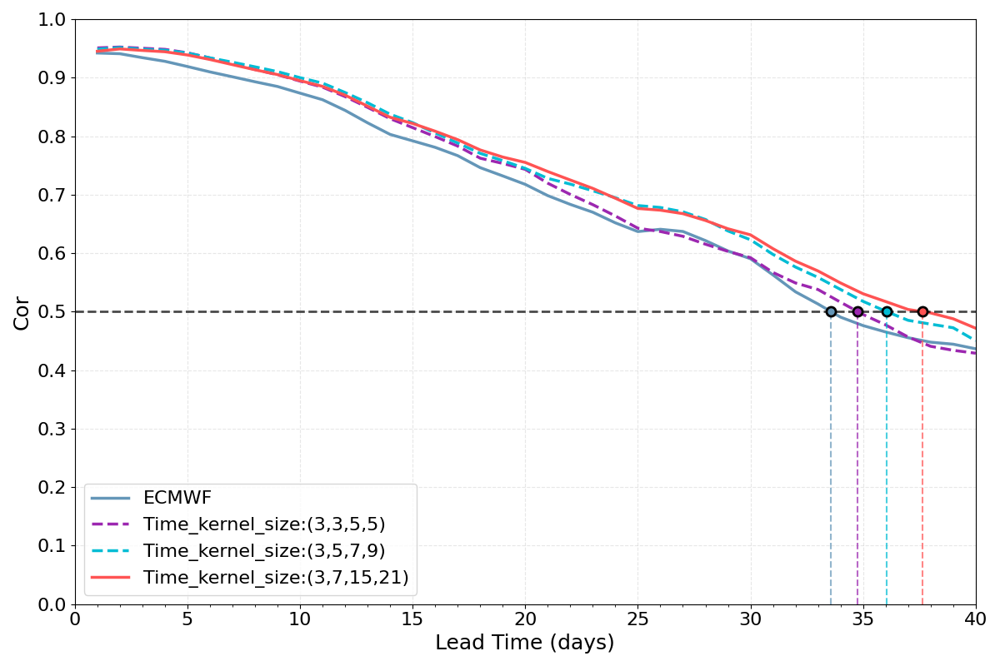 1.0
0.9
0.8
0.7
0.6
0.5
0.4
0.3
0.2
0.1
0.0
Cor
ECMWF
Time_kernel_size:(3,3,5,5)
Time_kernel_size:(3,5,7,9)
Time_kernel_size:(3,7,15,21)
0 5 10 15 20 25 30 35 40
Lead Time (days)